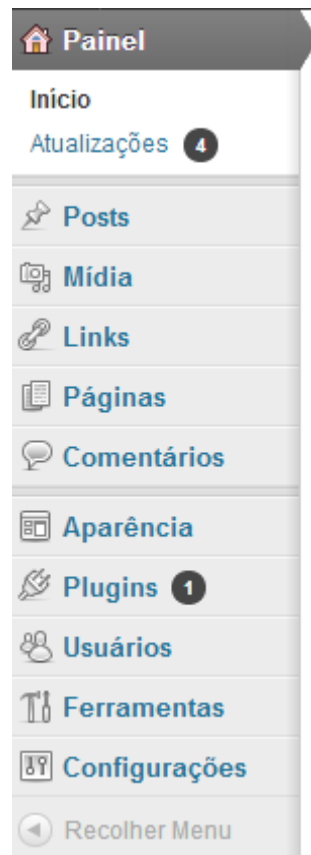 Painel
Início
Atualizações 4
Posts
Mídia
Links
Páginas
Comentários
Aparência
Plugins 1
Usuários
Ferramentas
Configurações
Recolher Menu